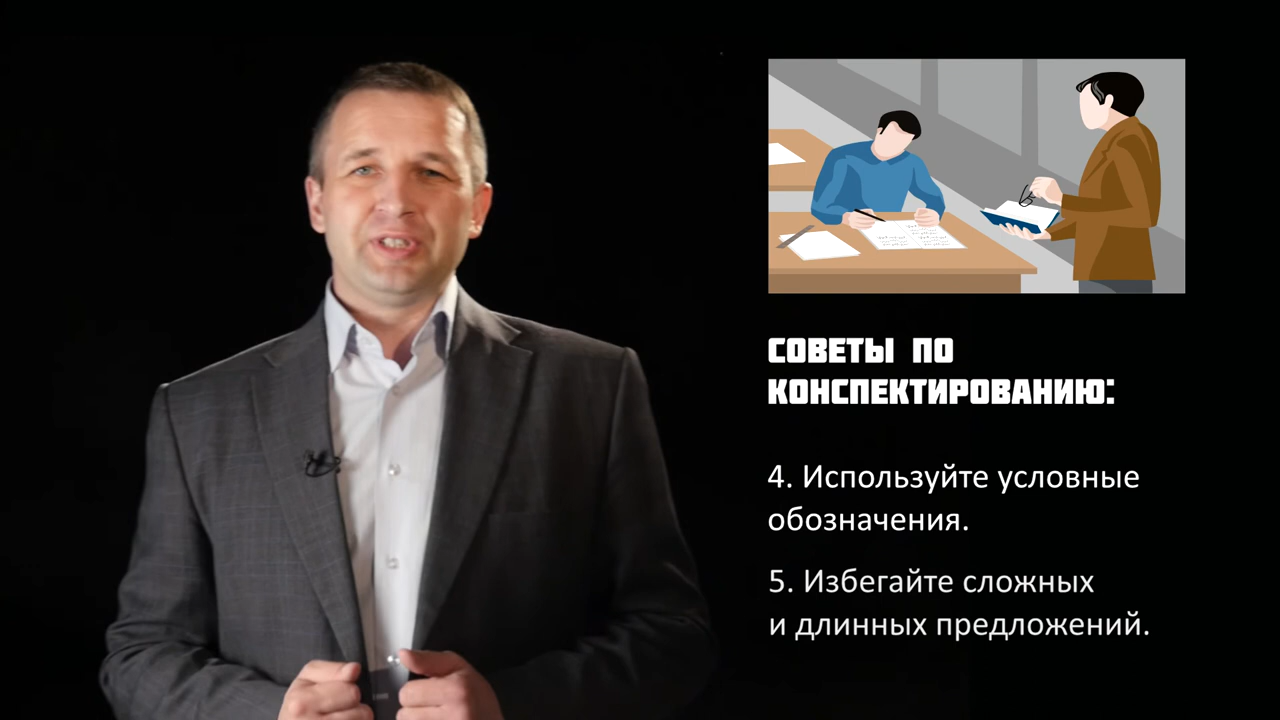 СОВЕТЫ ПО
КОНСПЕКТИРОВАНИЮ:
4. Используйте условные
обозначения.
5. Избегайте сложных
и длинных предложений.